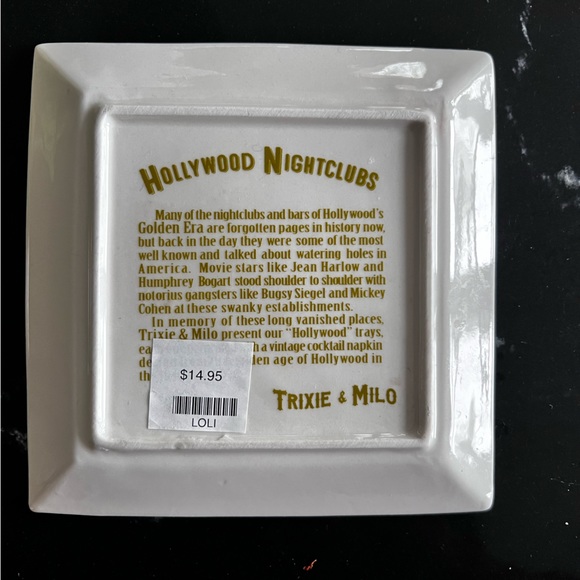 HOLLYWOOD NIGHTCLUBS
Many of the nightclubs and bars of Hollywood's
Golden Era are forgotten pages in history now,
but back in the day they were some of the most
well known and talked about watering holes in
America. Movie stars like Jean Harlow and
Humphrey Bogart stood shoulder to shoulder with
notorius gangsters like Bugsy Siegel and Mickey
Cohen at these swanky establishments.
In memory of these long vanished places,
Trixie & Milo present our "Hollywood" trays,
a vintage cocktail napkin
age of Hollywood in
$14.95
LOLI
TRIXIE & MILO